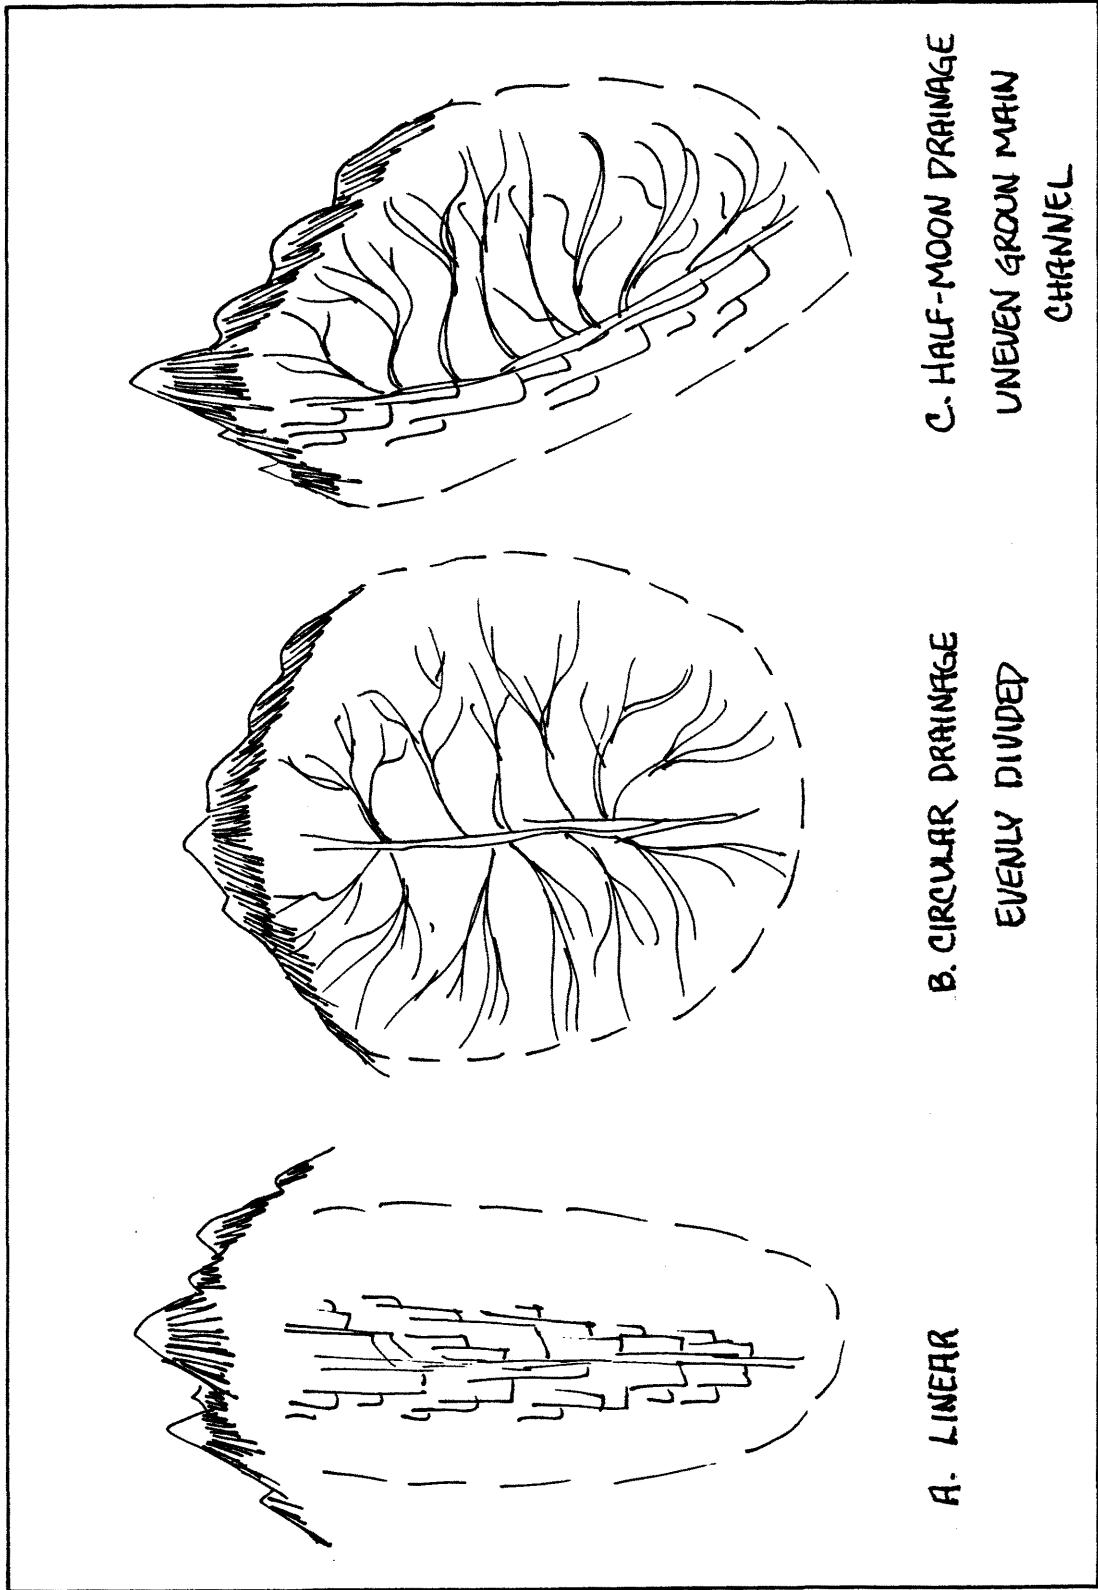 A. LINEAR
B. CIRCULAR DRAINAGE
EVENLY DIVIDED
C. HALF-MOON DRAINAGE
UNEVEN GROUN MAIN
CHANNEL